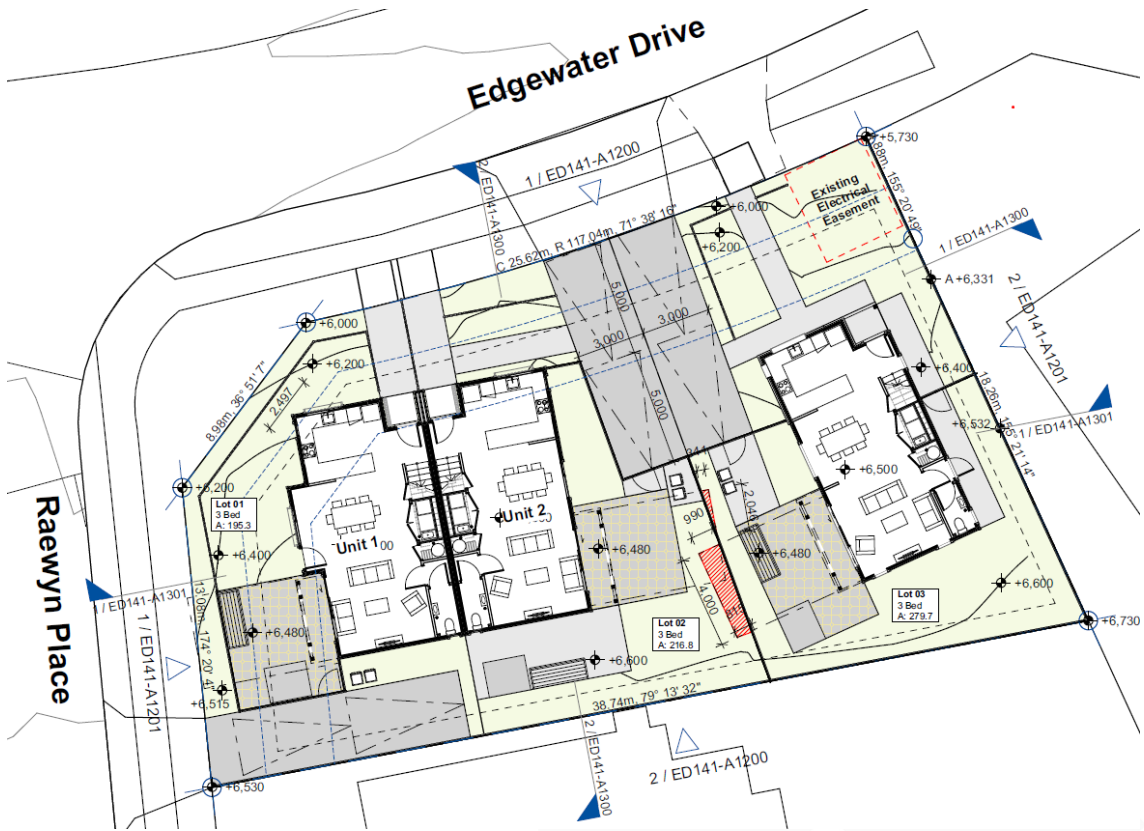 Edgewater Drive
+5,730
.88m, 155° 20' 49"
Existing
Electrical
Easement
1 / ED141-A1200
2 / ED141-A1300
+6,000
+6,200
25.62m, R 117.04m, 71° 38' 16"
1 / ED141-A1300
A +6,331
2 / ED141-A1201
+6,000
5,000
3,000
3,000
+6,200
2,497
8.98m, 36° 51' 7"
+6,400
5,000
18.26m, 155° 21' 14"
+6,532
1 / ED141-A1301
+6,500
+6,200
Lot 01
3 Bed
A: 195.3
Unit 1
00
Unit 2
990
2,040
+6,400
+6,480
+6,480
+6,600
1 / ED141-A1301
Raewyn Place
1 / ED141-A1201
13.08m, 174° 20' 4
+6,480
4,000
815
Lot 02
3 Bed
A: 216.8
Lot 03
3 Bed
A: 279.7
+6,730
+6,600
+6,515
38.74m, 79° 13' 32"
+6,530
2 / ED141-A1300
2 / ED141-A1200